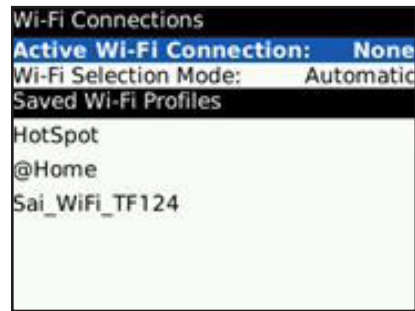 Wi-Fi Connections
Active Wi-Fi Connection: None
Wi-Fi Selection Mode: Automatic
Saved Wi-Fi Profiles
HotSpot
@Home
Sai_WiFi_TF124